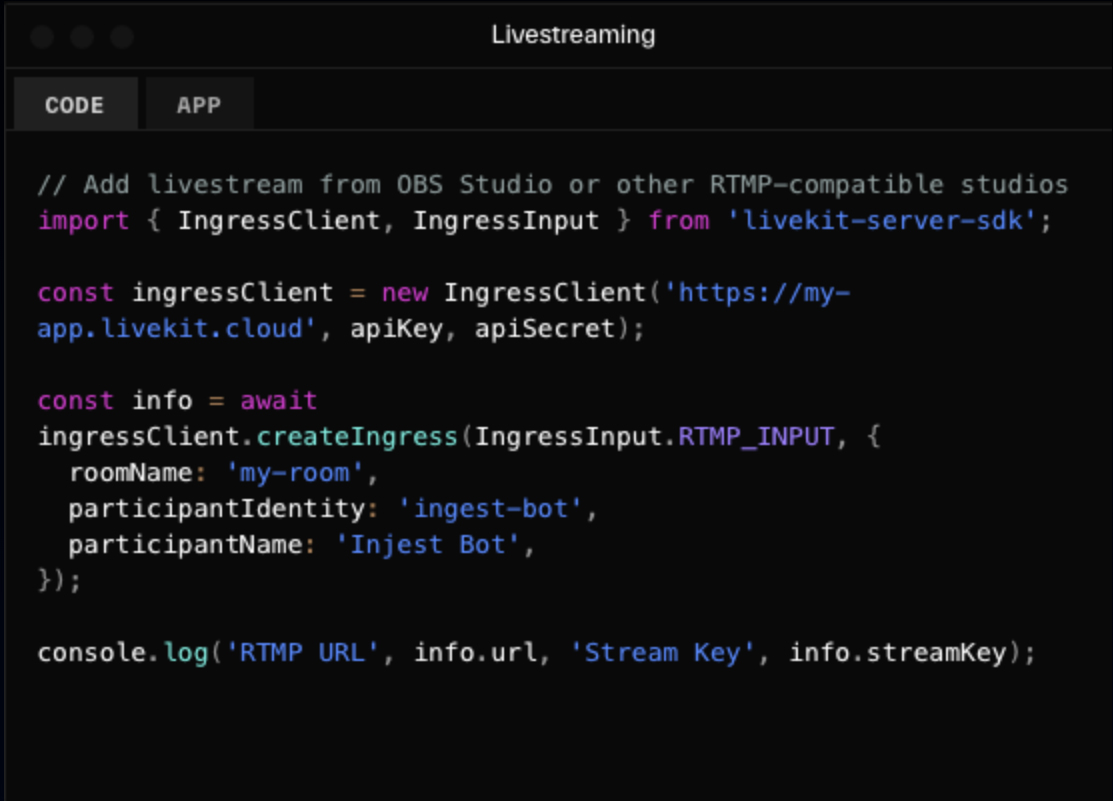 Livestreaming
CODE APP
// Add livestream from OBS Studio or other RTMP-compatible studios
import { IngressClient, IngressInput } from 'livekit-server-sdk';
const ingressClient = new IngressClient('https://my-
app.livekit.cloud', apiKey, apiSecret);
const info = await
ingressClient.createIngress(IngressInput.RTMP_INPUT, {
  roomName: 'my-room',
  participantIdentity: 'ingest-bot',
  participantName: 'Injest Bot',
});
console.log('RTMP URL', info.url, 'Stream Key', info.streamKey);